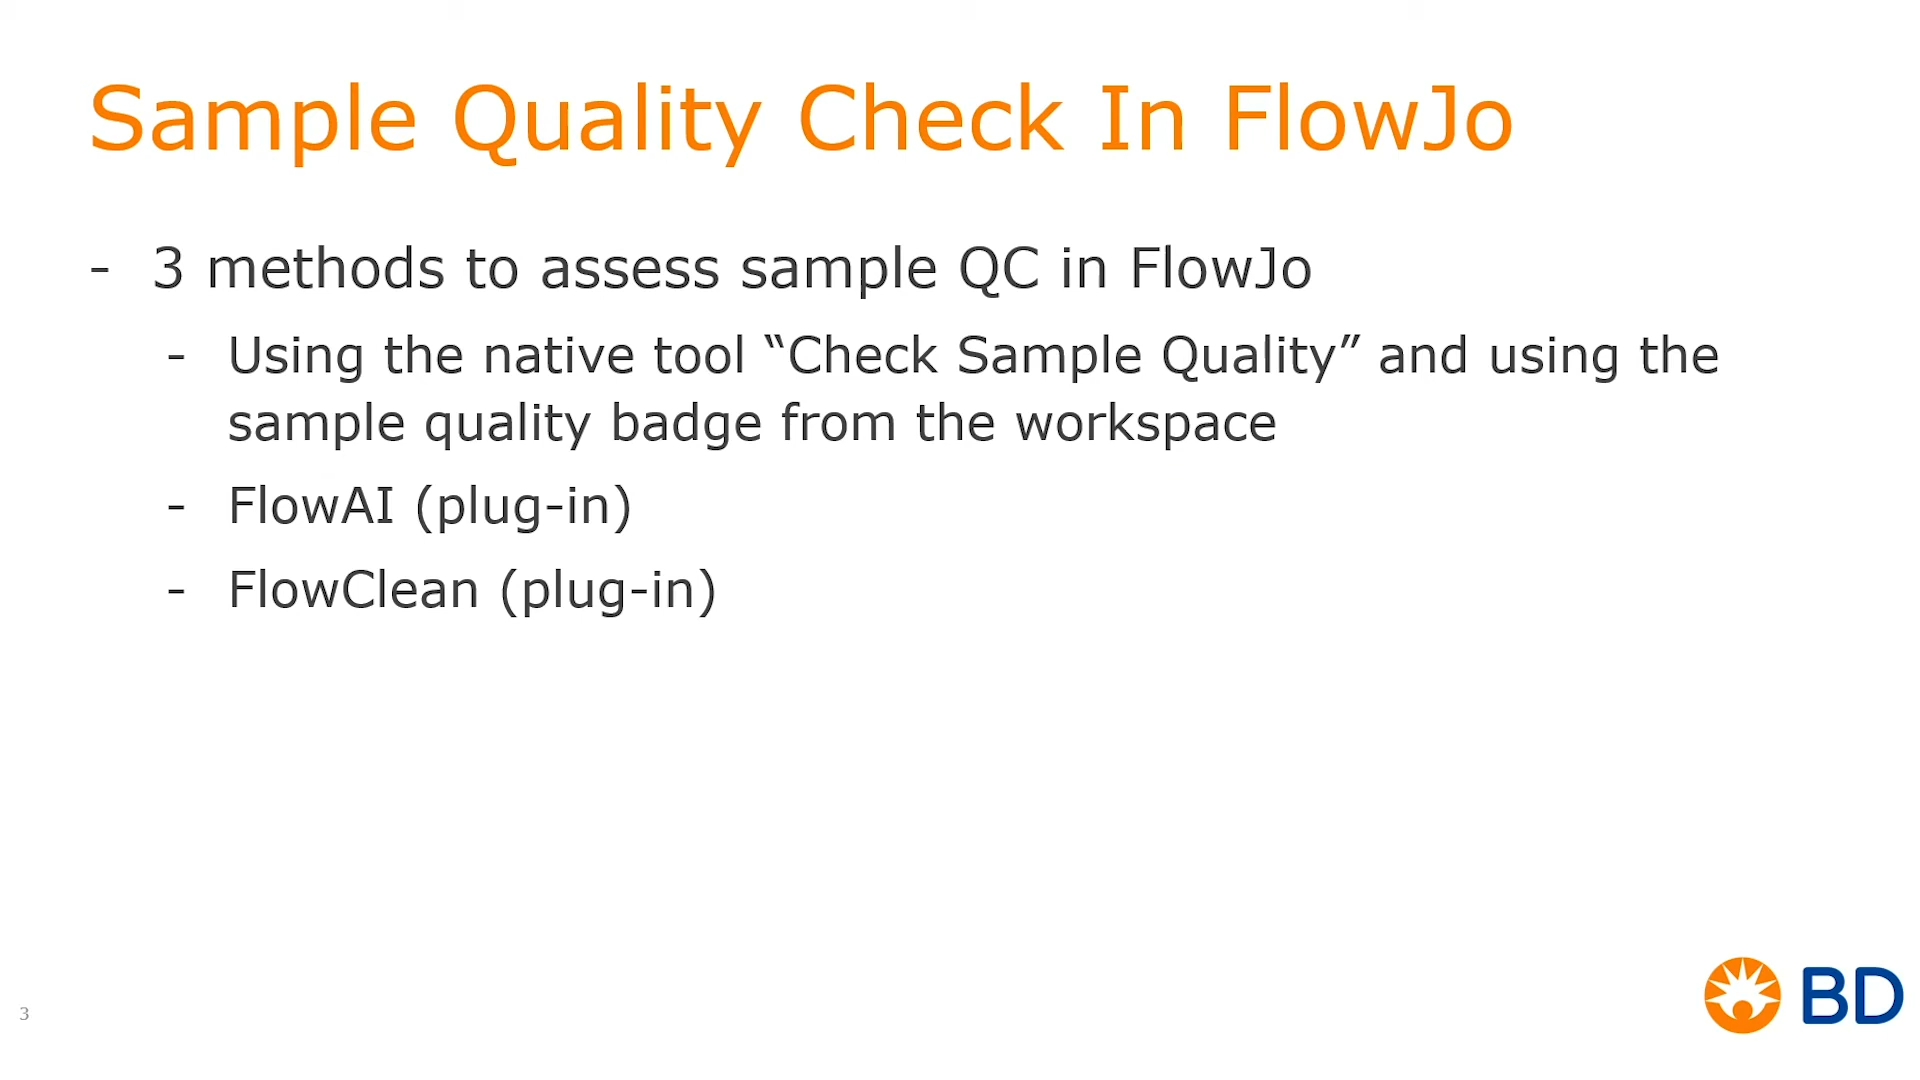 Sample Quality Check In FlowJo
- 3 methods to assess sample QC in FlowJo
- Using the native tool “Check Sample Quality” and using the
sample quality badge from the workspace
- FlowAI (plug-in)
- FlowClean (plug-in)
3
BD